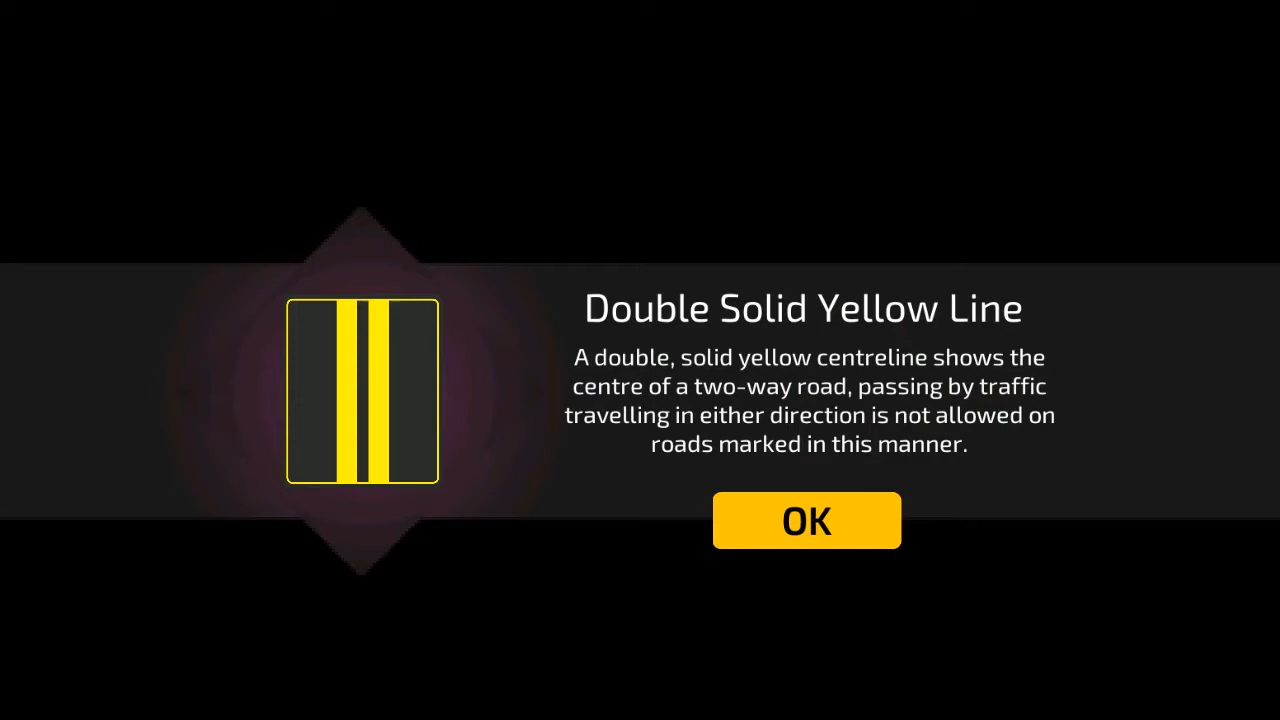 Double Solid Yellow Line
A double, solid yellow centreline shows the
centre of a two-way road, passing by traffic
travelling in either direction is not allowed on
roads marked in this manner.
OK